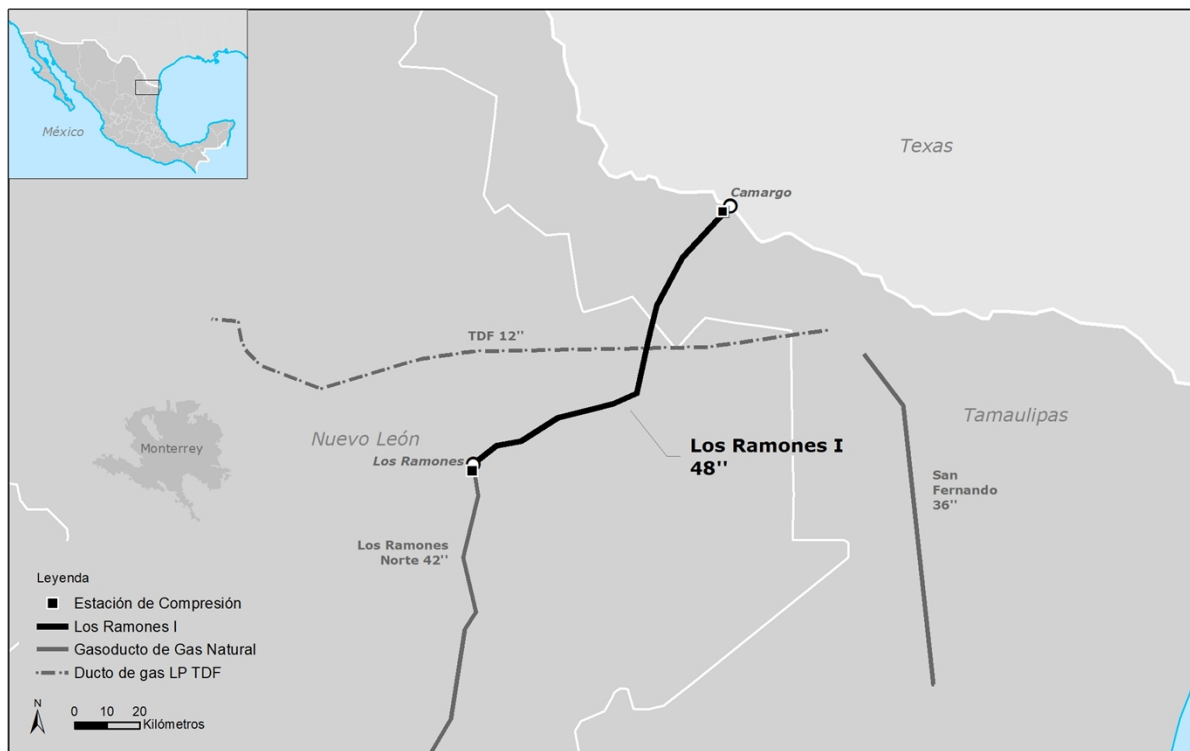 México
Texas
Camargo
TDF 12''
Tamaulipas
Nuevo León
Monterrey
Los Ramones
Los Ramones I
48''
San
Fernando
36''
Los Ramones
Norte 42''
Leyenda
Estación de Compresión
Los Ramones I
Gasoducto de Gas Natural
Ducto de gas LP TDF
N
0 10 20
Kilómetros